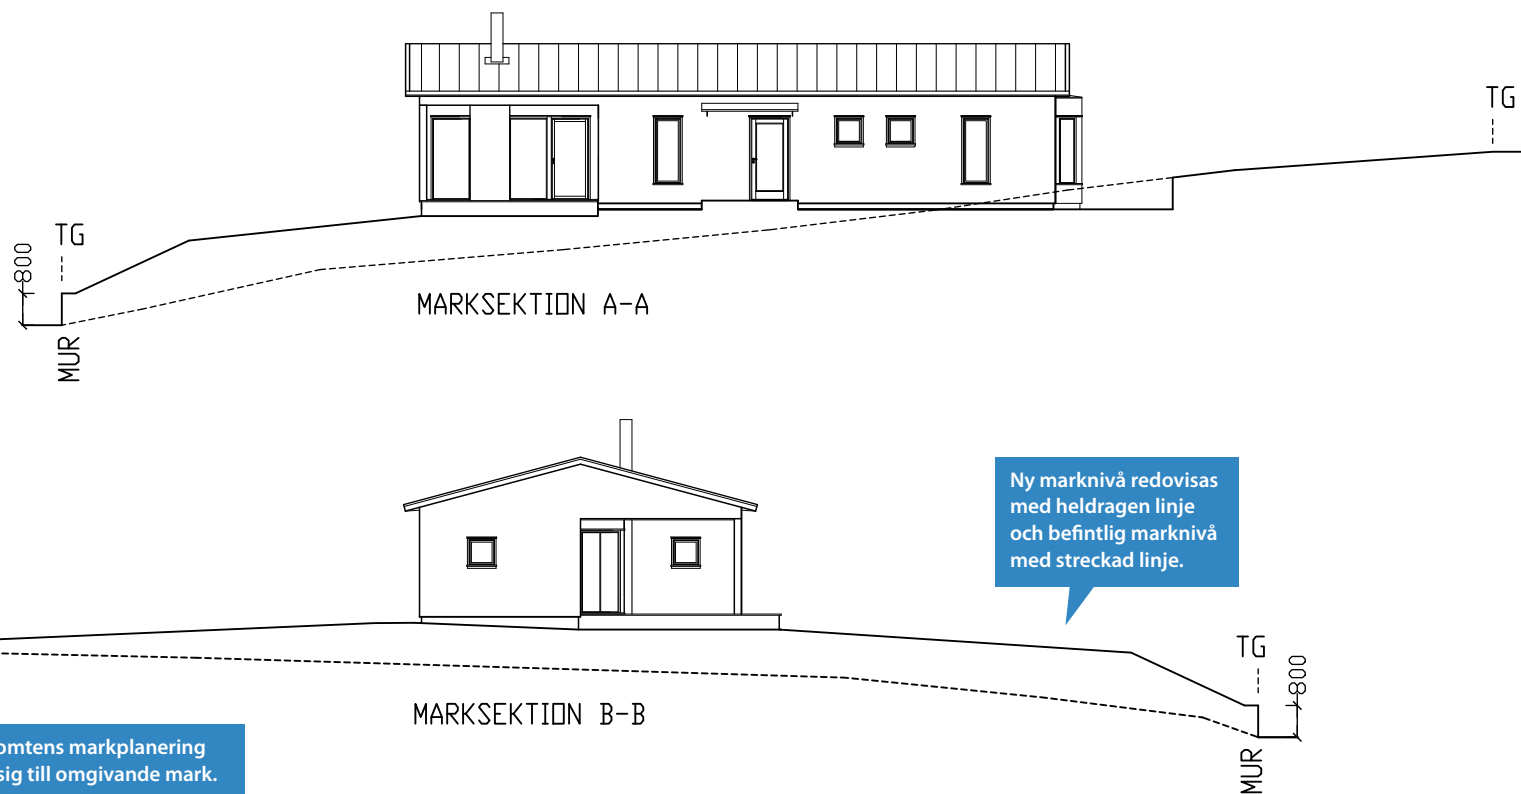 TG
TG
800
MUR
MARKSEKTION A-A
Ny marknivå redovisas
med heldragen linje
och befintlig marknivå
med streckad linje.
TG
800
MUR
MARKSEKTION B-B
omtens markplanering
sig till omgivande mark.